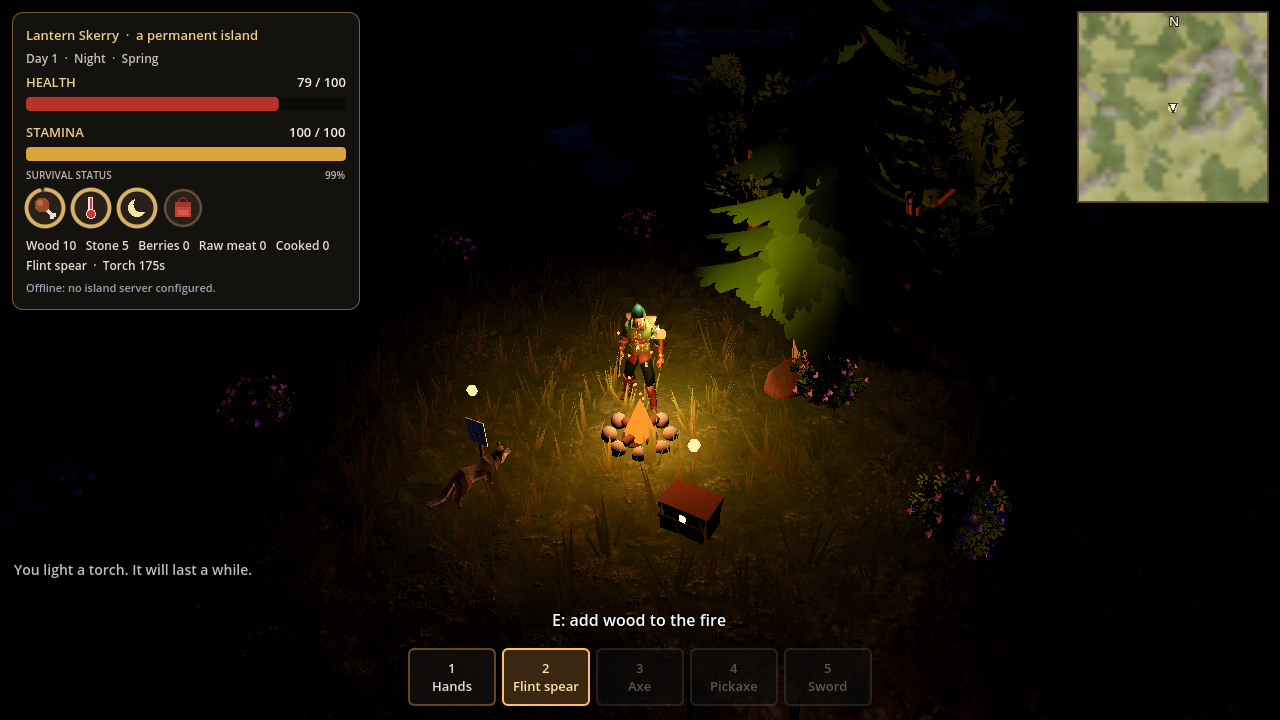 Lantern Skerry · a permanent island
Day 1 · Night · Spring
HEALTH 79 / 100
STAMINA 100 / 100
SURVIVAL STATUS 99%
Wood 10 Stone 5 Berries 0 Raw meat 0 Cooked 0
Flint spear · Torch 175s
Offline: no island server configured.
N
You light a torch. It will last a while.
E: add wood to the fire
1 2 3 4 5
Hands Flint spear Axe Pickaxe Sword